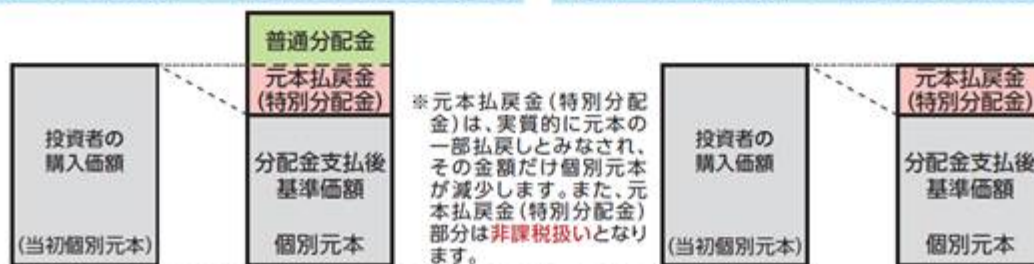 普通分配金
元本払戻金
(特別分配金)
投資者の
購入価額
(当初個別元本)
分配金支払後
基準価額
個別元本
※元本払戻金(特別分配
金)は、実質的に元本の
一部払戻しとみなされ、
その金額だけ個別元本
が減少します。また、元
本払戻金(特別分配金)
部分は非課税扱いとなり
ます。
投資者の
購入価額
(当初個別元本)
元本払戻金
(特別分配金)
分配金支払後
基準価額
個別元本